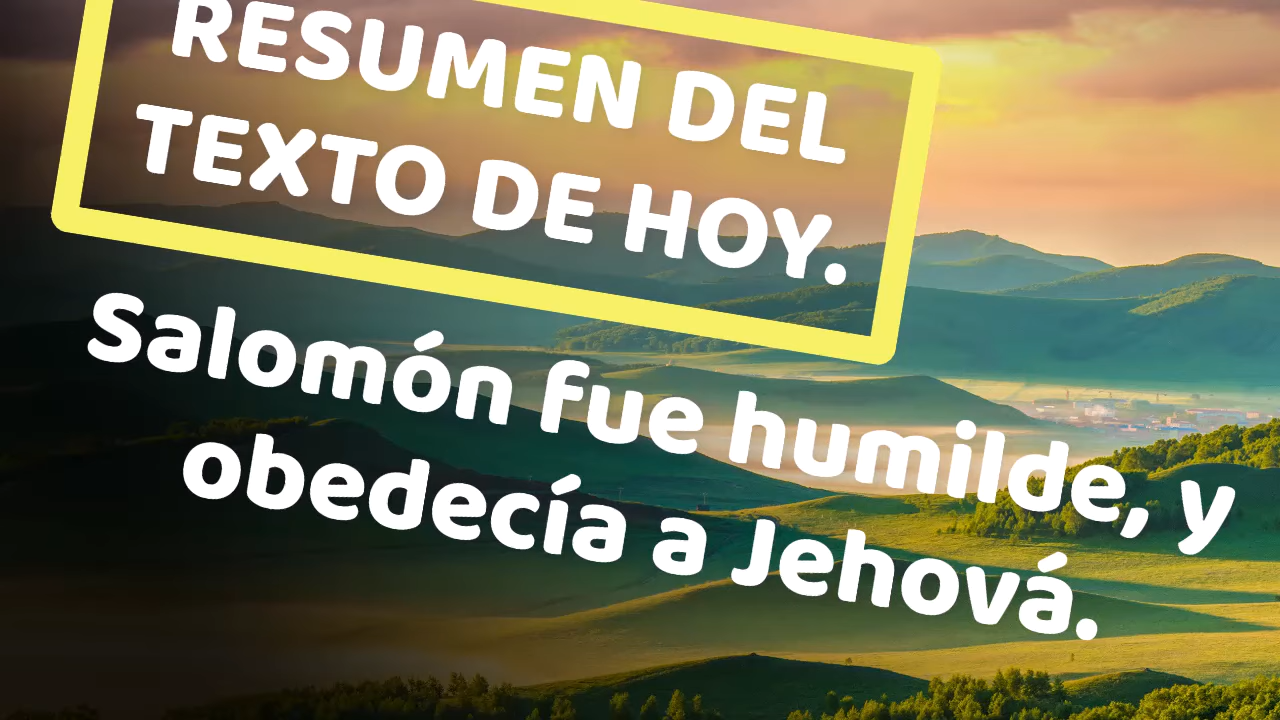 RESUMEN DEL
TEXTO DE HOY.
Salomón fue humilde, y
obedecía a Jehová.